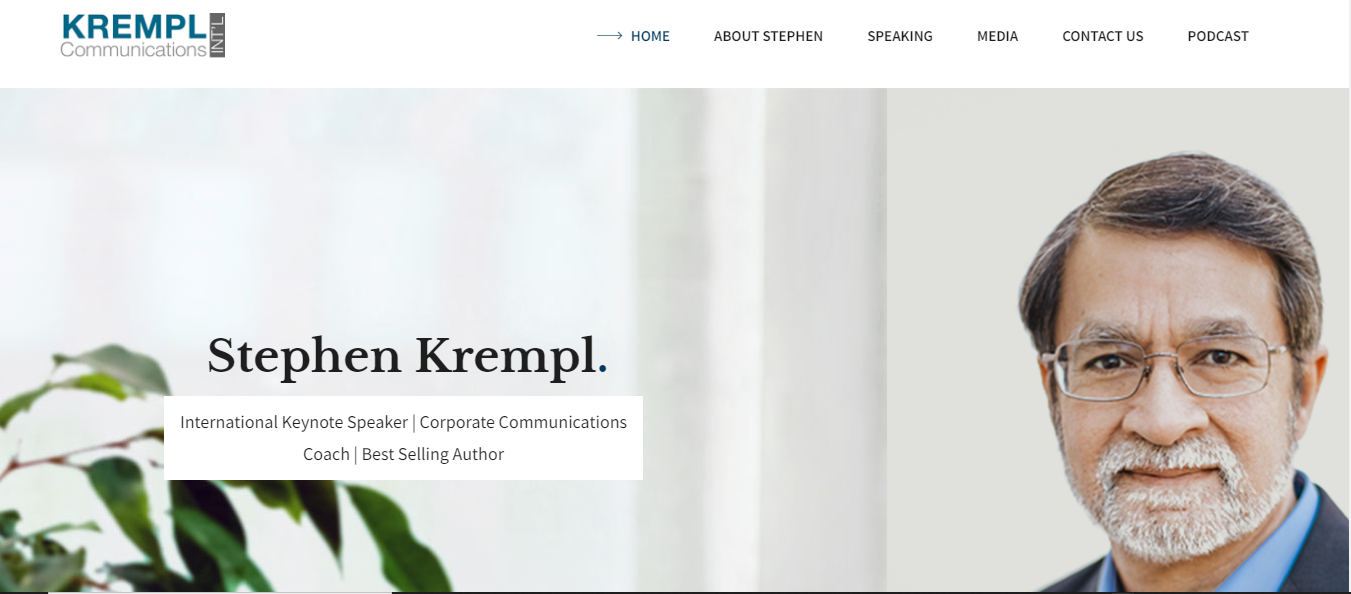 KREMPL INT'L
Communications
HOME ABOUT STEPHEN SPEAKING MEDIA CONTACT US PODCAST
Stephen Krempl.
International Keynote Speaker | Corporate Communications
Coach | Best Selling Author